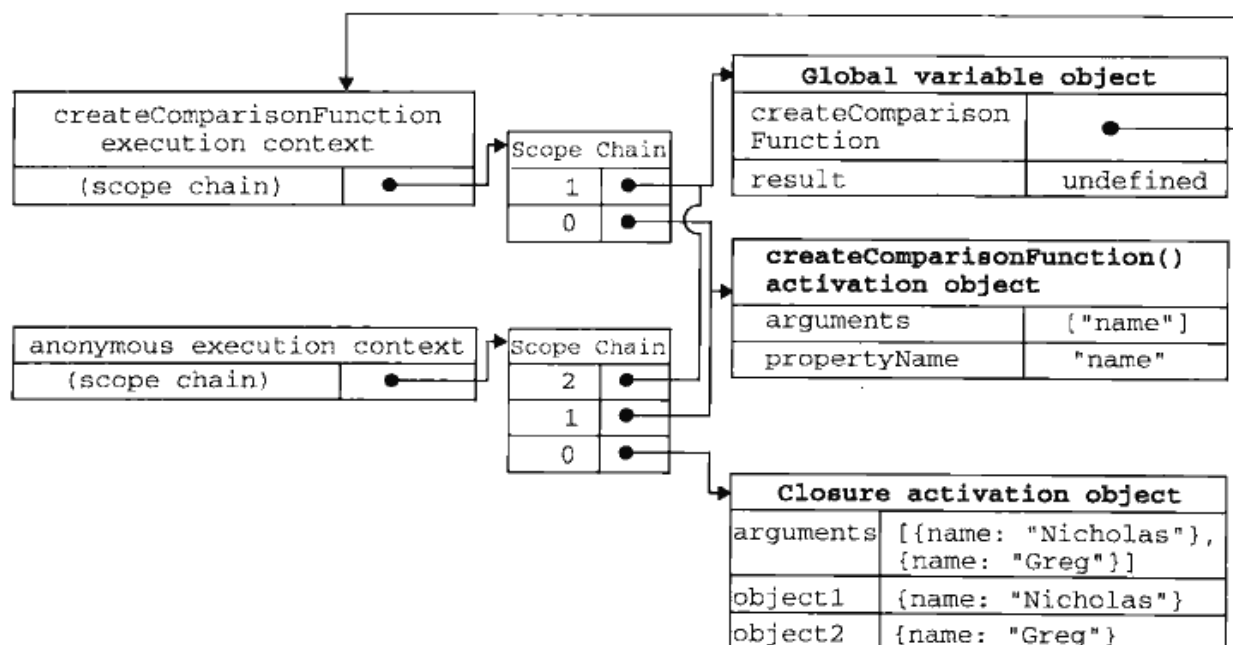 createComparisonFunction
execution context
(scope chain)
Scope Chain
1
0
Global variable object
createComparison
Function
result undefined
createComparisonFunction()
activation object
arguments ["name"]
propertyName "name"
anonymous execution context
(scope chain)
Scope Chain
2
1
0
Closure activation object
arguments [{name: "Nicholas"},
{name: "Greg"}]
object1 {name: "Nicholas"}
object2 {name: "Greg"}